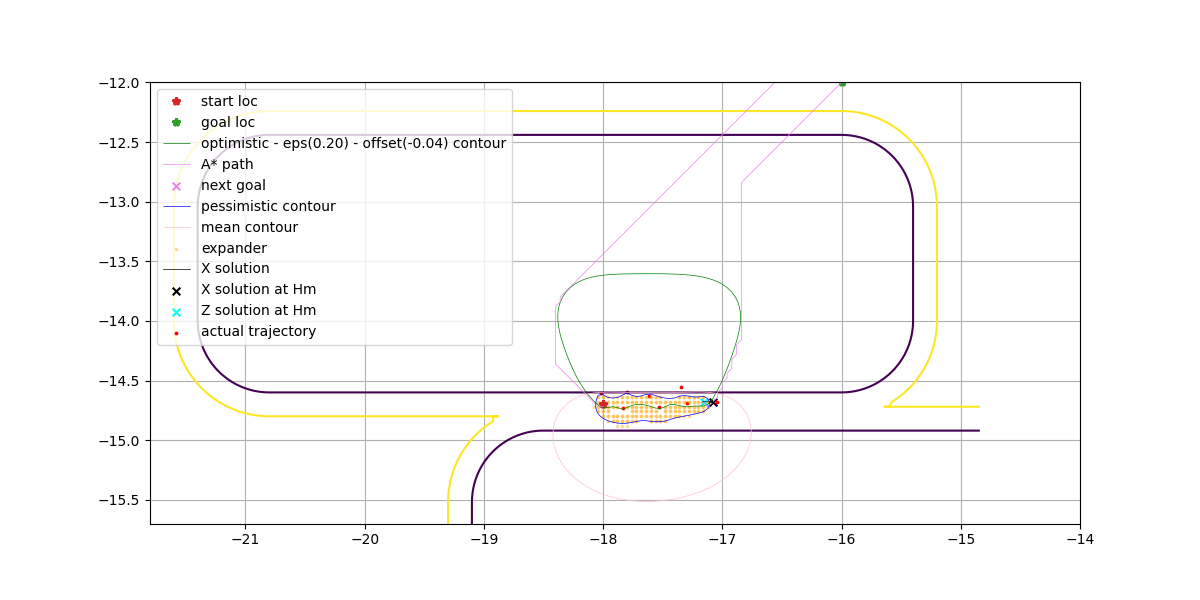 −12.0
−12.5
−13.0
−13.5
−14.0
−14.5
−15.0
−15.5
start loc
goal loc
optimistic - eps(0.20) - offset(-0.04) contour
A* path
next goal
pessimistic contour
mean contour
expander
X solution
X solution at Hm
Z solution at Hm
actual trajectory
−21
−20
−19
−18
−17
−16
−15
−14